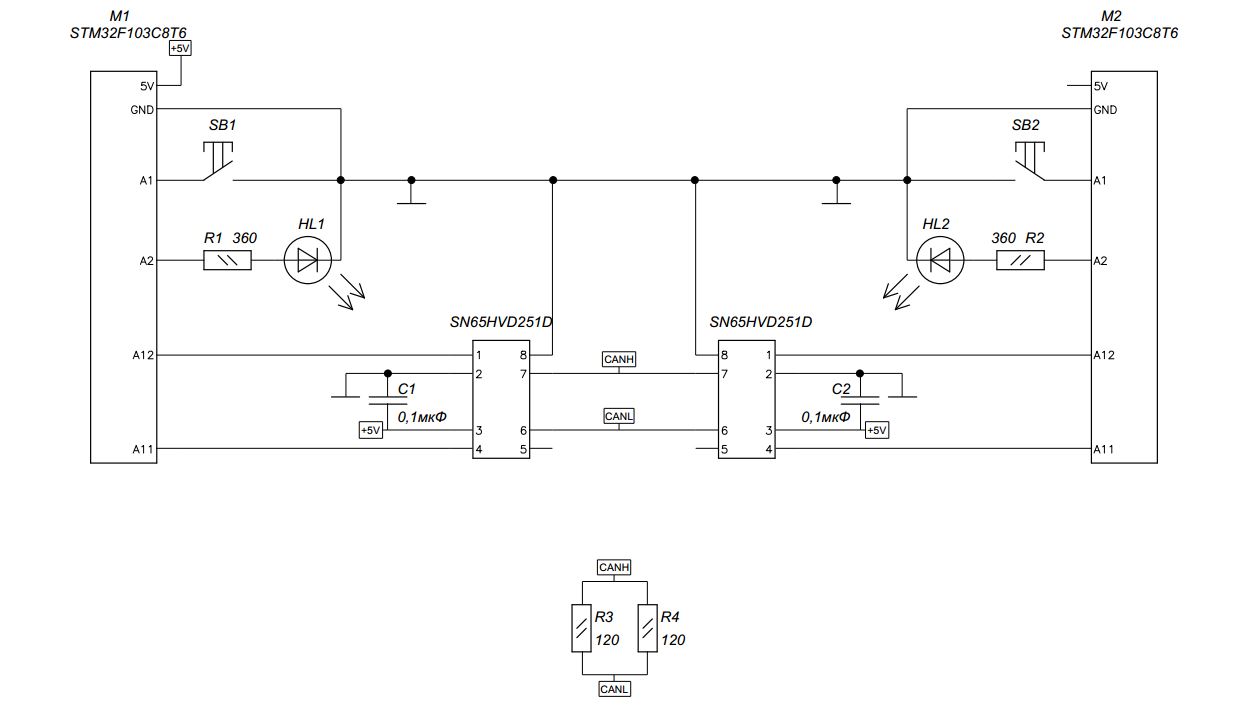 M1
STM32F103C8T6
+5V
M2
STM32F103C8T6
5V
5V
GND
GND
SB1
SB2
A1
A1
HL1
HL2
R1 360
360 R2
A2
A2
SN65HVD251D
SN65HVD251D
A12
1
8
CANH
8
1
A12
2
7
7
2
C1
C2
0,1мкФ
CANL
0,1мкФ
+5V
3
6
6
3
+5V
A11
4
5
5
4
A11
CANH
R3
R4
120
120
CANL